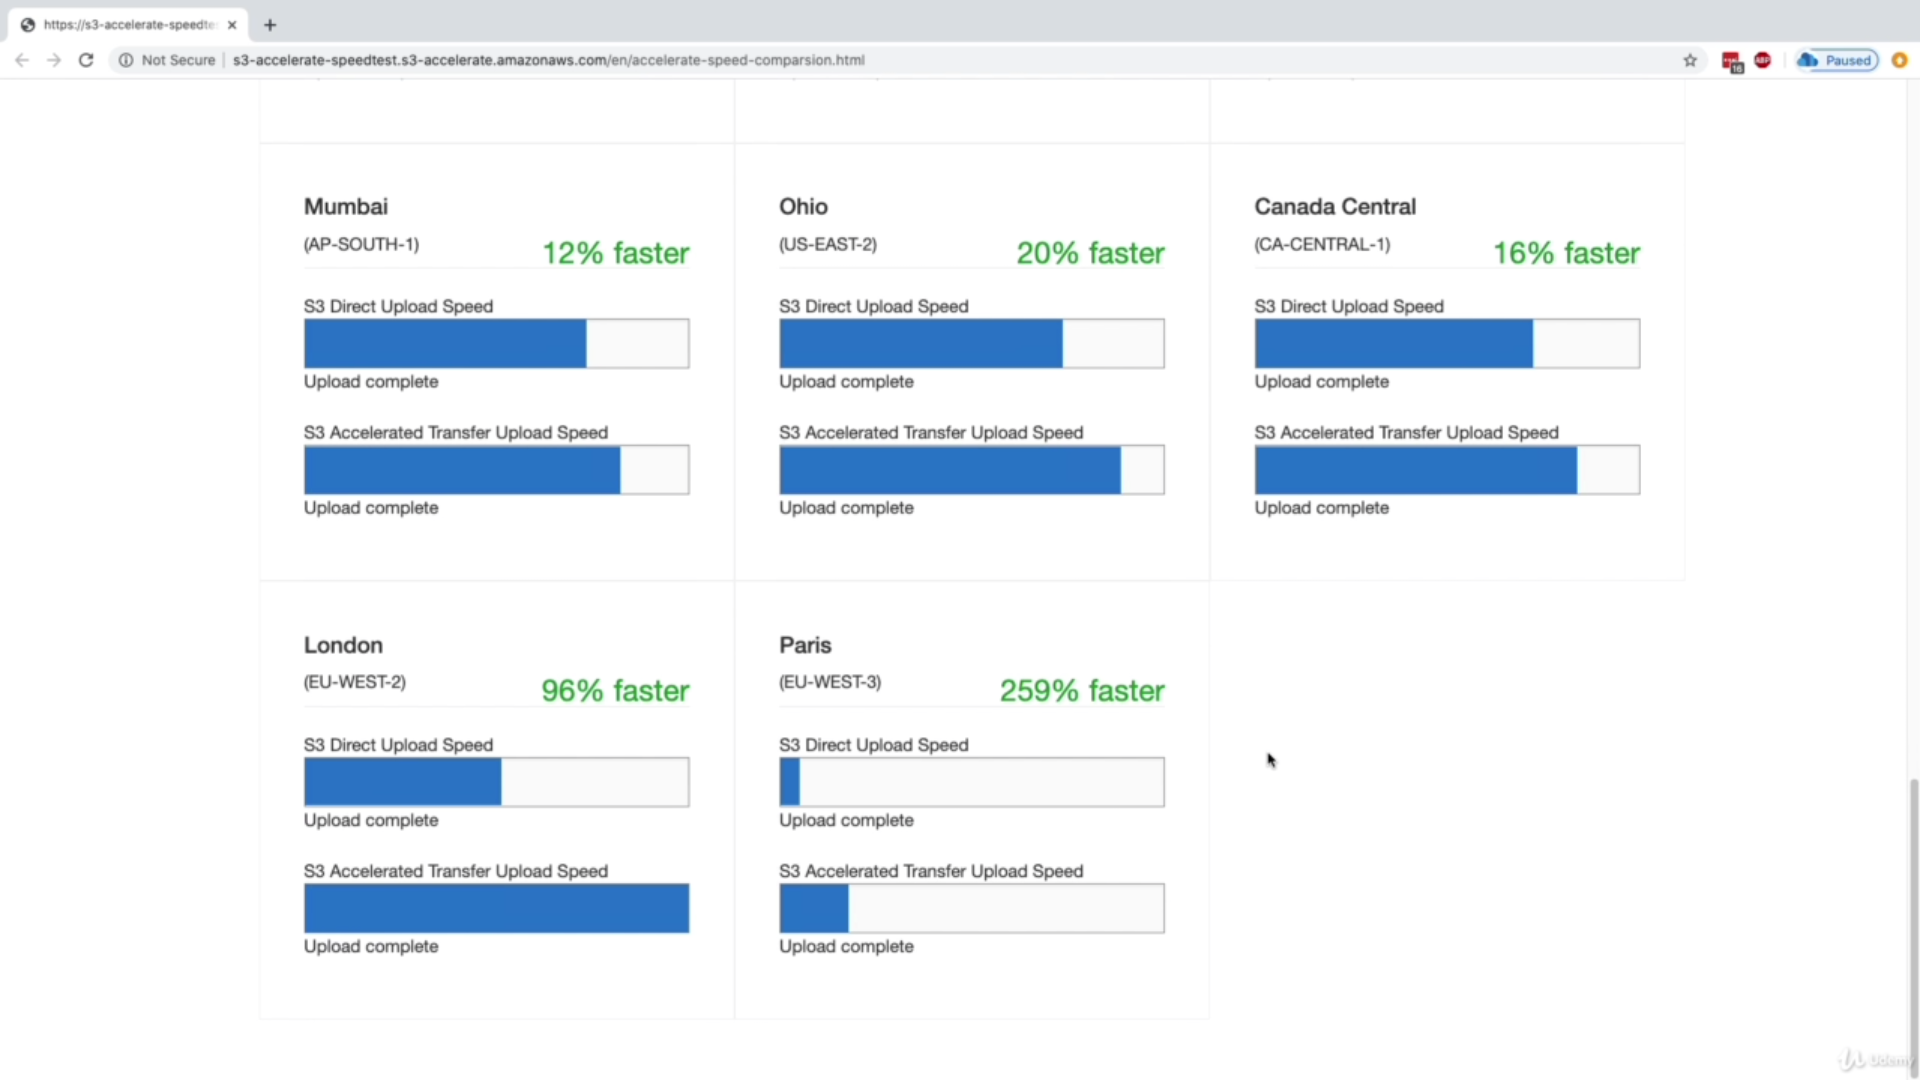 https://s3-accelerate-speedte
Not Secure
s3-accelerate-speedtest.s3-accelerate.amazonaws.com/en/accelerate-speed-comparsion.html
16
ABP
Paused
Mumbai
(AP-SOUTH-1)
12% faster
S3 Direct Upload Speed
Upload complete
S3 Accelerated Transfer Upload Speed
Upload complete
Ohio
(US-EAST-2)
20% faster
S3 Direct Upload Speed
Upload complete
S3 Accelerated Transfer Upload Speed
Upload complete
Canada Central
(CA-CENTRAL-1)
16% faster
S3 Direct Upload Speed
Upload complete
S3 Accelerated Transfer Upload Speed
Upload complete
London
(EU-WEST-2)
96% faster
S3 Direct Upload Speed
Upload complete
S3 Accelerated Transfer Upload Speed
Upload complete
Paris
(EU-WEST-3)
259% faster
S3 Direct Upload Speed
Upload complete
S3 Accelerated Transfer Upload Speed
Upload complete
Udemy